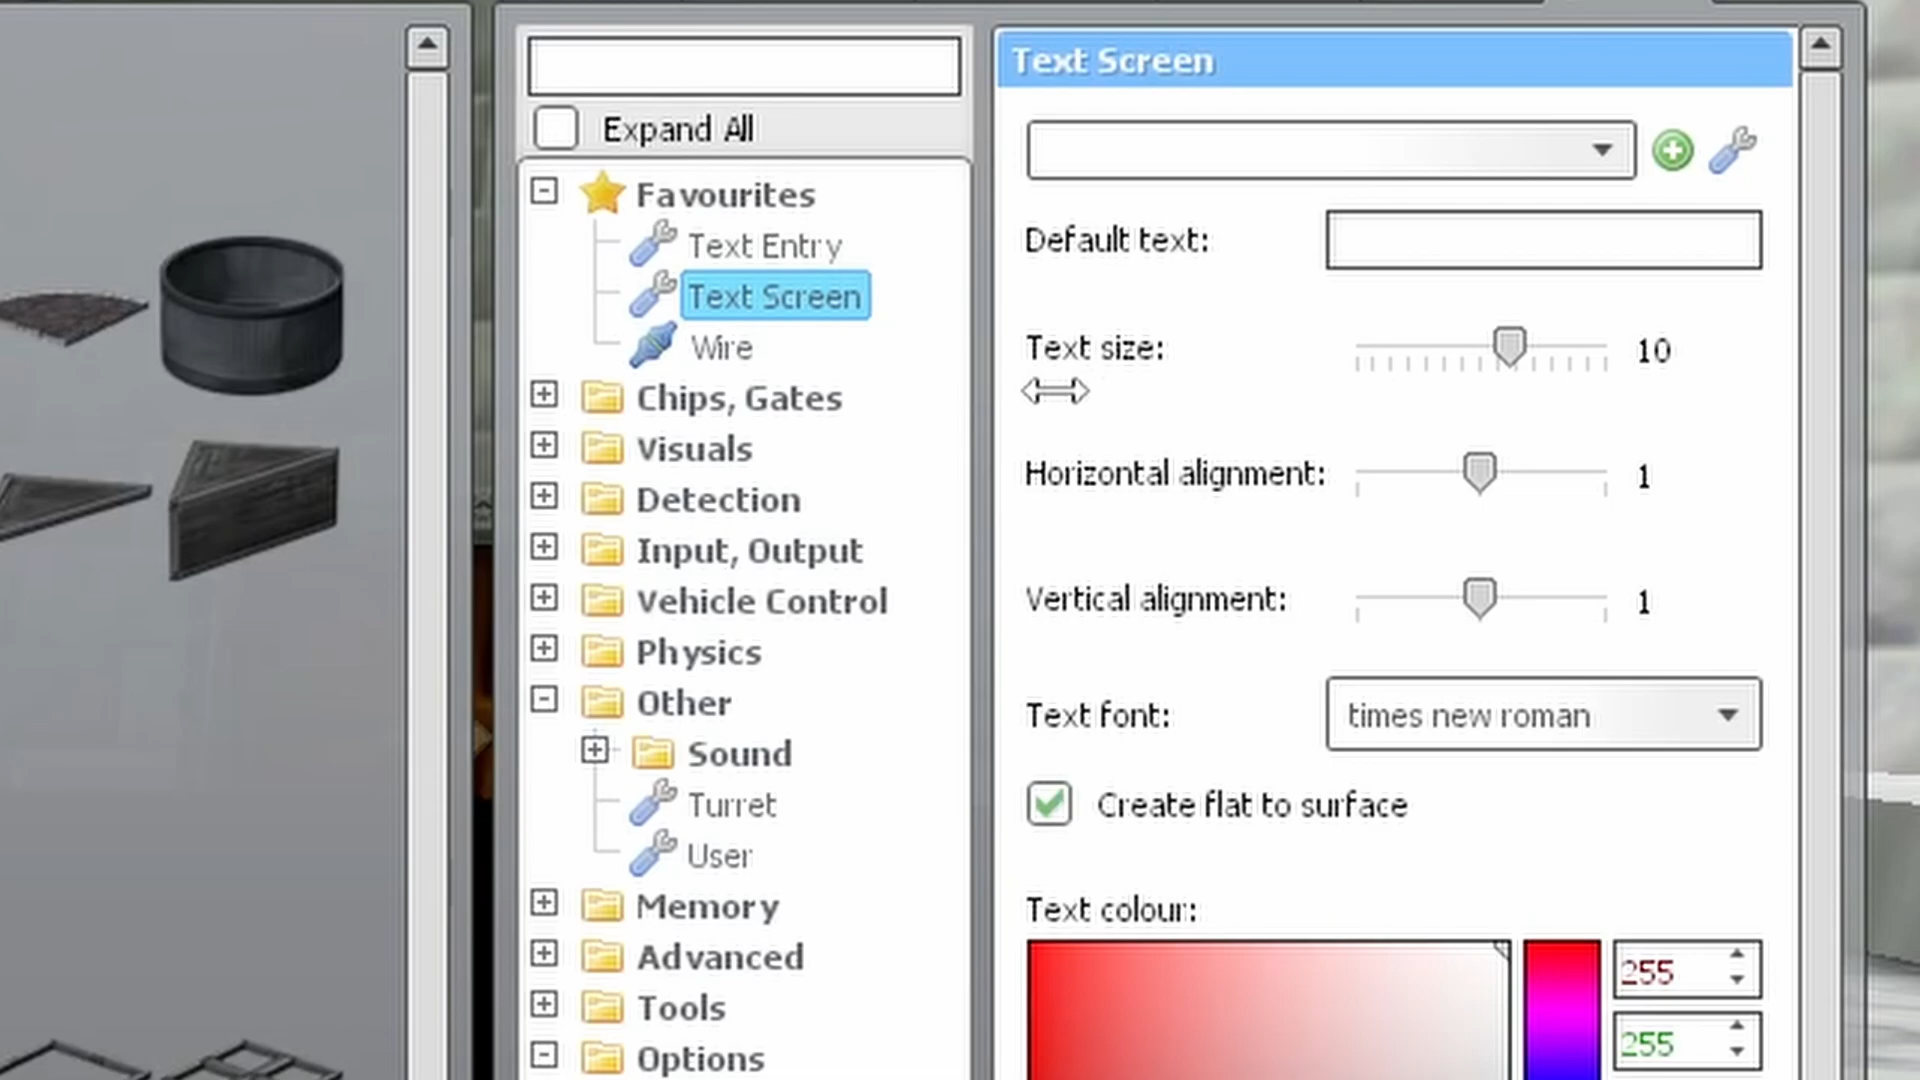 Expand All
Favourites
Text Entry
Text Screen
Wire
Chips, Gates
Visuals
Detection
Input, Output
Vehicle Control
Physics
Other
Sound
Turret
User
Memory
Advanced
Tools
Options
Text Screen
Default text:
Text size: 10
Horizontal alignment: 1
Vertical alignment: 1
Text font: times new roman
Create flat to surface
Text colour:
255
255